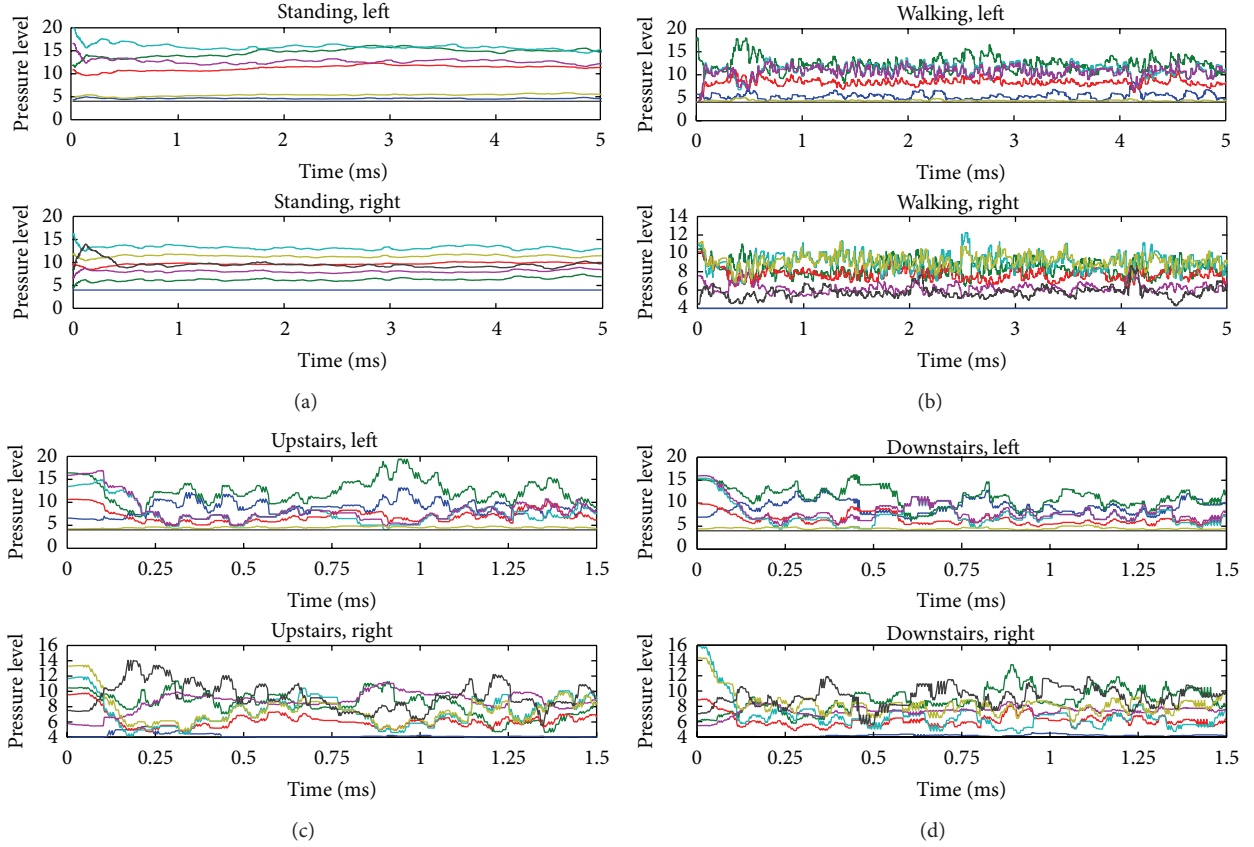 Standing, left
Pressure level
20
15
10
5
0
0 1 2 3 4 5
Time (ms)
Standing, right
Pressure level
20
15
10
5
0
0 1 2 3 4 5
Time (ms)
(a)
Walking, left
Pressure level
20
15
10
5
0
0 1 2 3 4 5
Time (ms)
Walking, right
Pressure level
14
12
10
8
6
4
0 1 2 3 4 5
Time (ms)
(b)
Upstairs, left
Pressure level
20
15
10
5
0
0 0.25 0.5 0.75 1 1.25 1.5
Time (ms)
Upstairs, right
Pressure level
16
14
12
10
8
6
4
0 0.25 0.5 0.75 1 1.25 1.5
Time (ms)
(c)
Downstairs, left
Pressure level
20
15
10
5
0
0 0.25 0.5 0.75 1 1.25 1.5
Time (ms)
Downstairs, right
Pressure level
16
14
12
10
8
6
4
0 0.25 0.5 0.75 1 1.25 1.5
Time (ms)
(d)